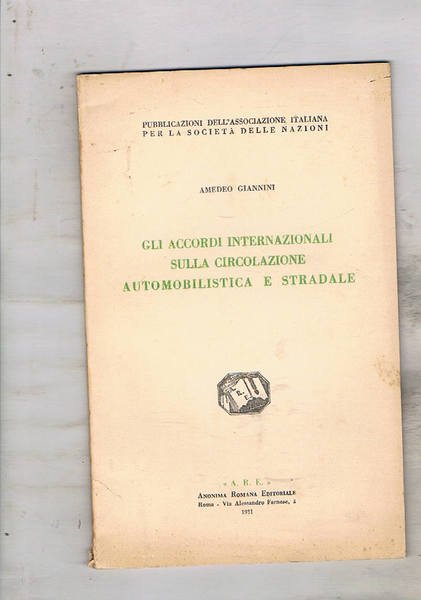 PUBBLICAZIONI DELL'ASSOCIAZIONE ITALIANA
PER LA SOCIETÀ DELLE NAZIONI
AMEDEO GIANNINI
GLI ACCORDI INTERNAZIONALI
SULLA CIRCOLAZIONE
AUTOMOBILISTICA E STRADALE
« A. R. E. »
ANONIMA ROMANA EDITORIALE
Roma - Via Alessandro Farnese,
1931